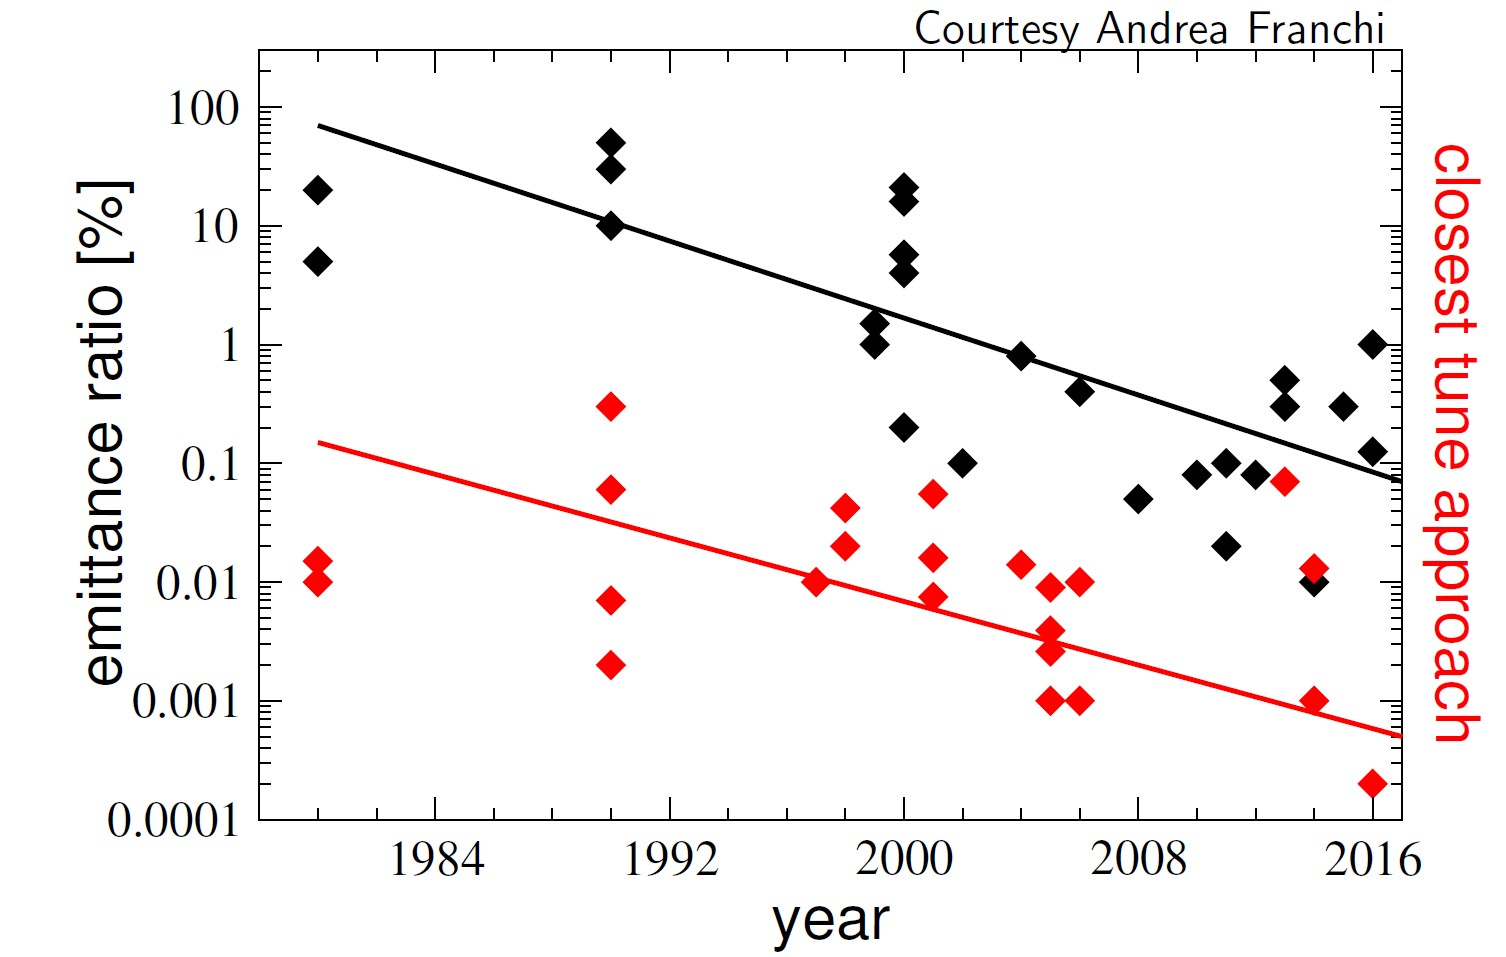 Courtesy Andrea Franchi
emittance ratio [%]
100
10
1
0.1
0.01
0.001
0.0001
closest tune approach
1984 1992 2000 2008 2016
year